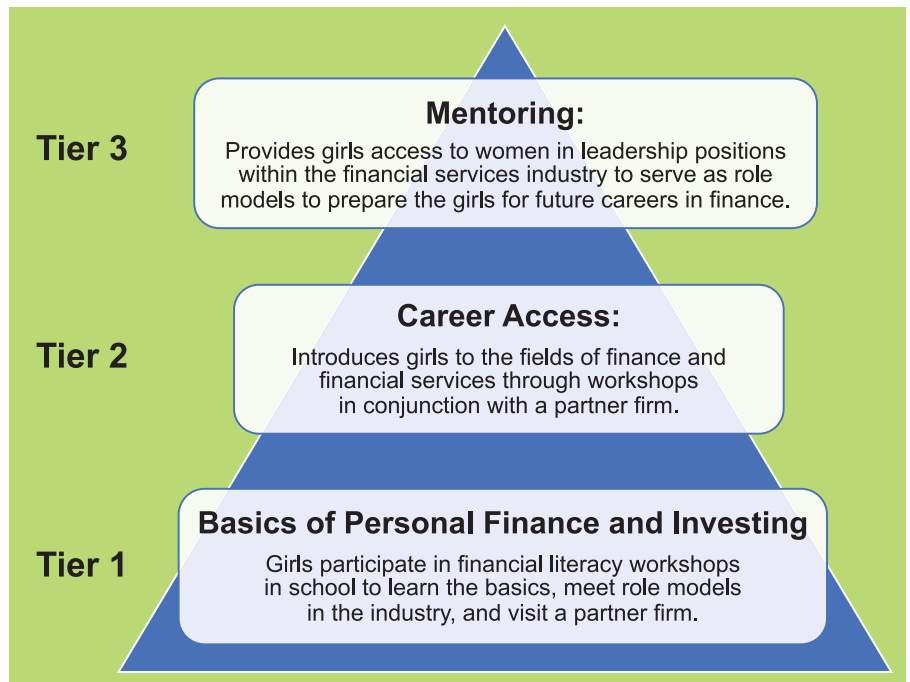 Tier 3
Mentoring:
Provides girls access to women in leadership positions
within the financial services industry to serve as role
models to prepare the girls for future careers in finance.
Tier 2
Career Access:
Introduces girls to the fields of finance and
financial services through workshops
in conjunction with a partner firm.
Tier 1
Basics of Personal Finance and Investing
Girls participate in financial literacy workshops
in school to learn the basics, meet role models
in the industry, and visit a partner firm.